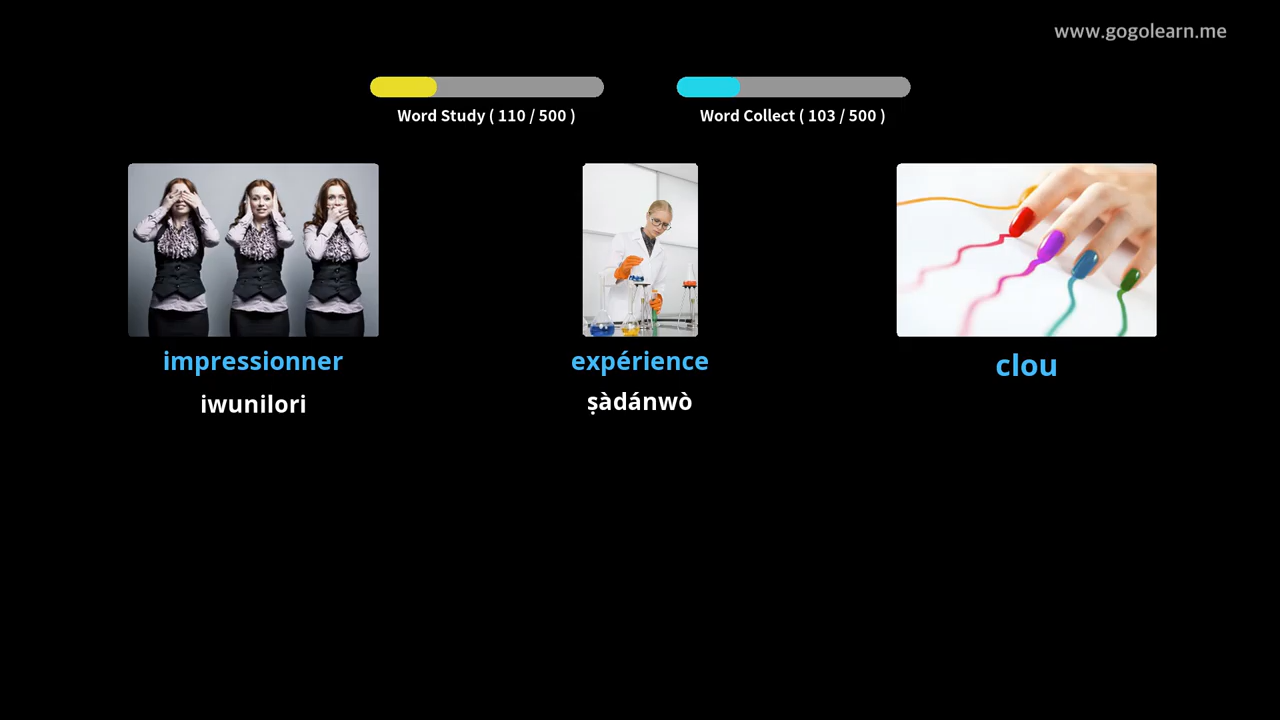 www.gogolearn.me
Word Study ( 110 / 500 )
Word Collect ( 103 / 500 )
impressionner
expérience
clou
iwunilori
ṣàdánwò